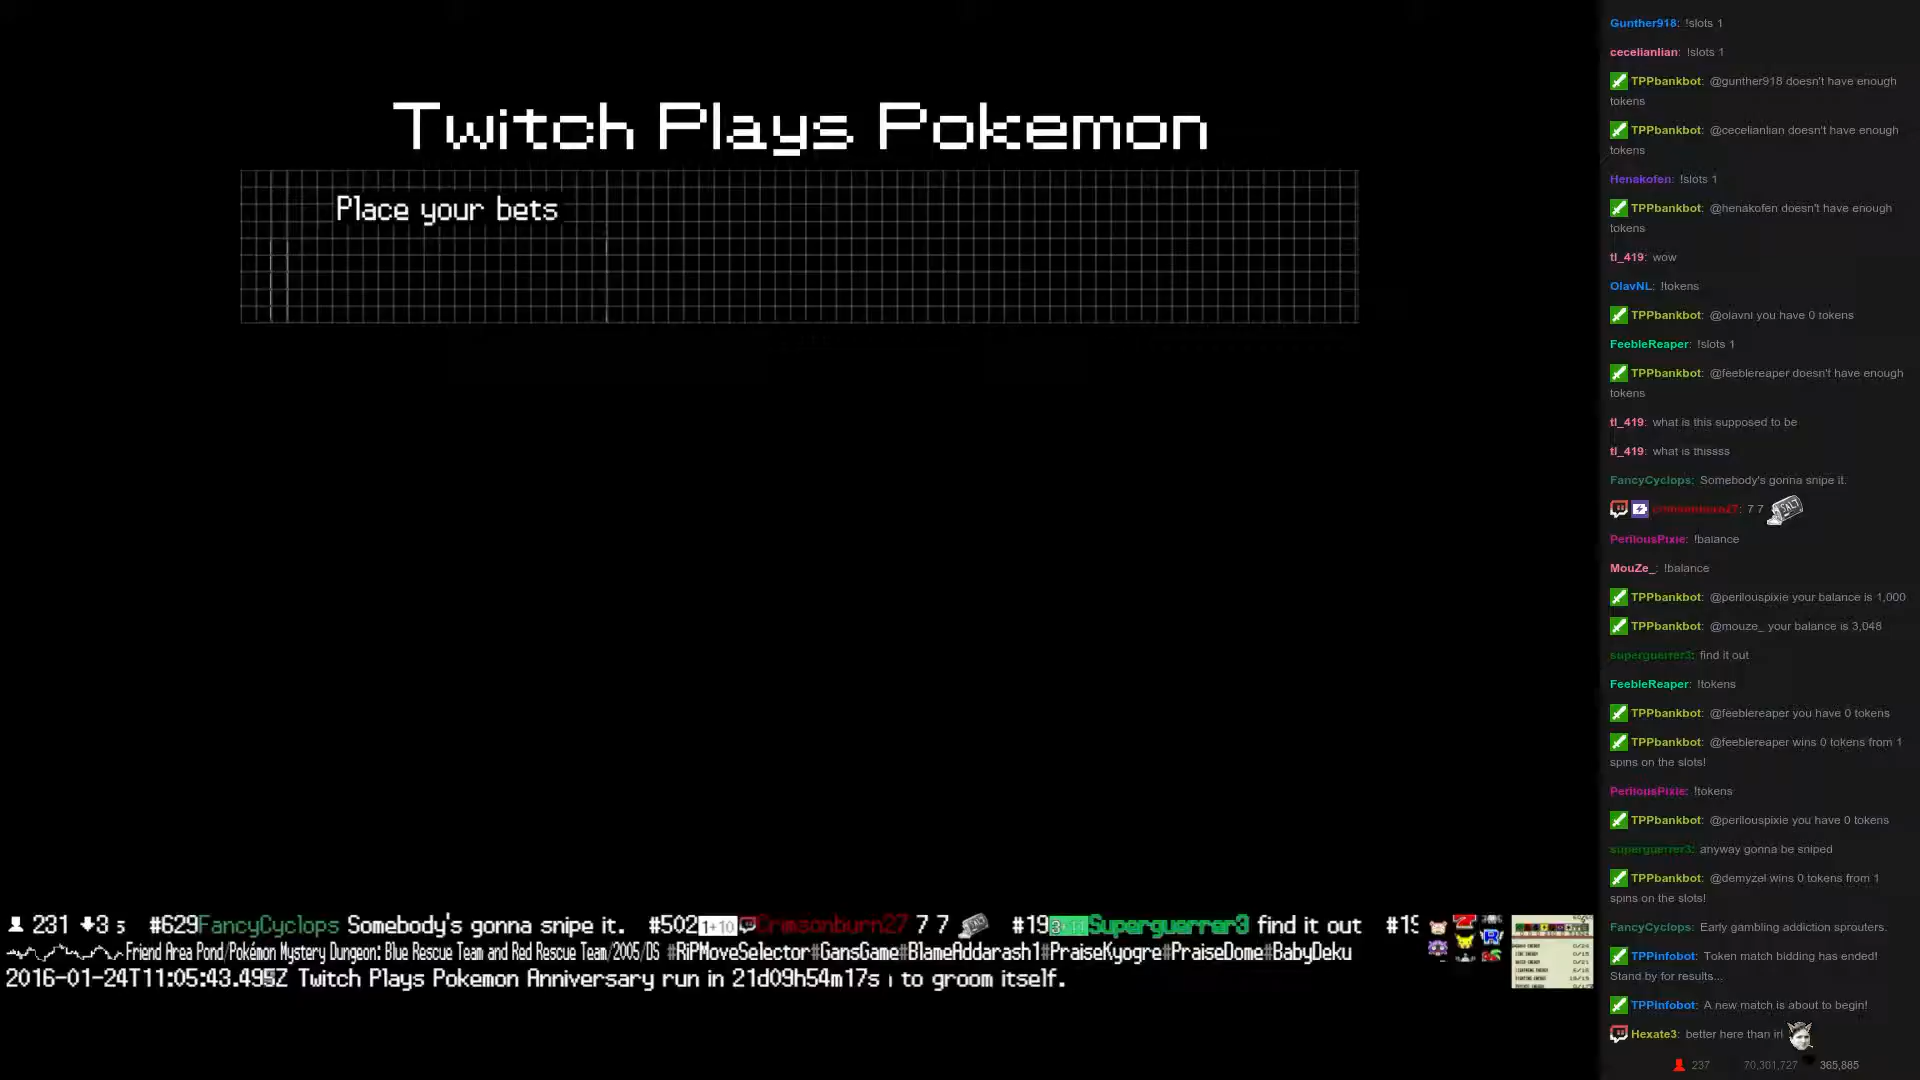 Twitch Plays Pokemon
Place your bets
231 3 s #629FancyCyclops Somebody's gonna snipe it. #502 1+10 Crimsonburn27 7 7 #19 Superguerrer3 find it out #19
Friend Area Pond/Pokémon Mystery Dungeon: Blue Rescue Team and Red Rescue Team/2005/DS #RiPMoveSelector#GansGame#BlameAddarash1#PraiseKyogre#PraiseDome#BabyDeku
Twitch Plays Pokemon Anniversary run in 21d09h54m17s to groom itself.
Gunther918: !slots 1
cecelianlian: !slots 1
TPPbankbot: @gunther918 doesn't have enough
tokens
TPPbankbot: @cecelianlian doesn't have enough
tokens
Henakofen: !slots 1
TPPbankbot: @henakofen doesn't have enough
tokens
tl_419: wow
OlavNL: !tokens
TPPbankbot: @olavnl you have 0 tokens
FeebleReaper: !slots 1
TPPbankbot: @feeblereaper doesn't have enough
tokens
tl_419: what is this supposed to be
tl_419: what is thissss
FancyCyclops: Somebody's gonna snipe it.
crimsonburn27: 7 7 SALT
PerilousPixie: !balance
MouZe_: !balance
TPPbankbot: @perilouspixie your balance is 1,000
TPPbankbot: @mouze_ your balance is 3,048
superguerrer3: find it out
FeebleReaper: !tokens
TPPbankbot: @feeblereaper you have 0 tokens
TPPbankbot: @feeblereaper wins 0 tokens from 1
spins on the slots!
PerilousPixie: !tokens
TPPbankbot: @perilouspixie you have 0 tokens
superguerrer3: anyway gonna be sniped
TPPbankbot: @demyzel wins 0 tokens from 1
spins on the slots!
FancyCyclops: Early gambling addiction sprouters.
TPPinfobot: Token match bidding has ended!
Stand by for results...
TPPinfobot: A new match is about to begin!
Hexate3: better here than irl
237 70,301,727 365,885